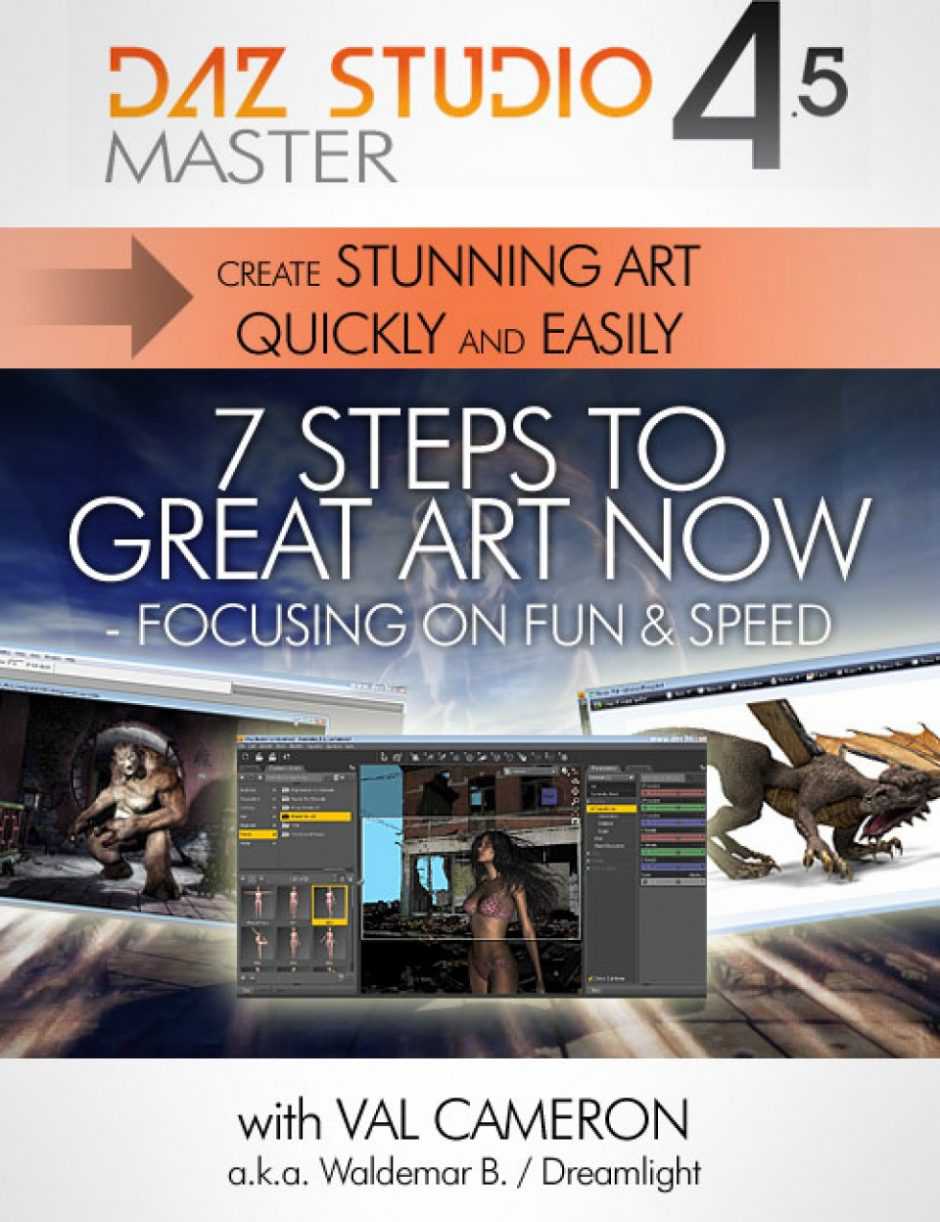 DAZ STUDIO 4.5
MASTER
CREATE STUNNING ART
QUICKLY AND EASILY
7 STEPS TO
GREAT ART NOW
- FOCUSING ON FUN & SPEED
with VAL CAMERON
a.k.a. Waldemar B. / Dreamlight